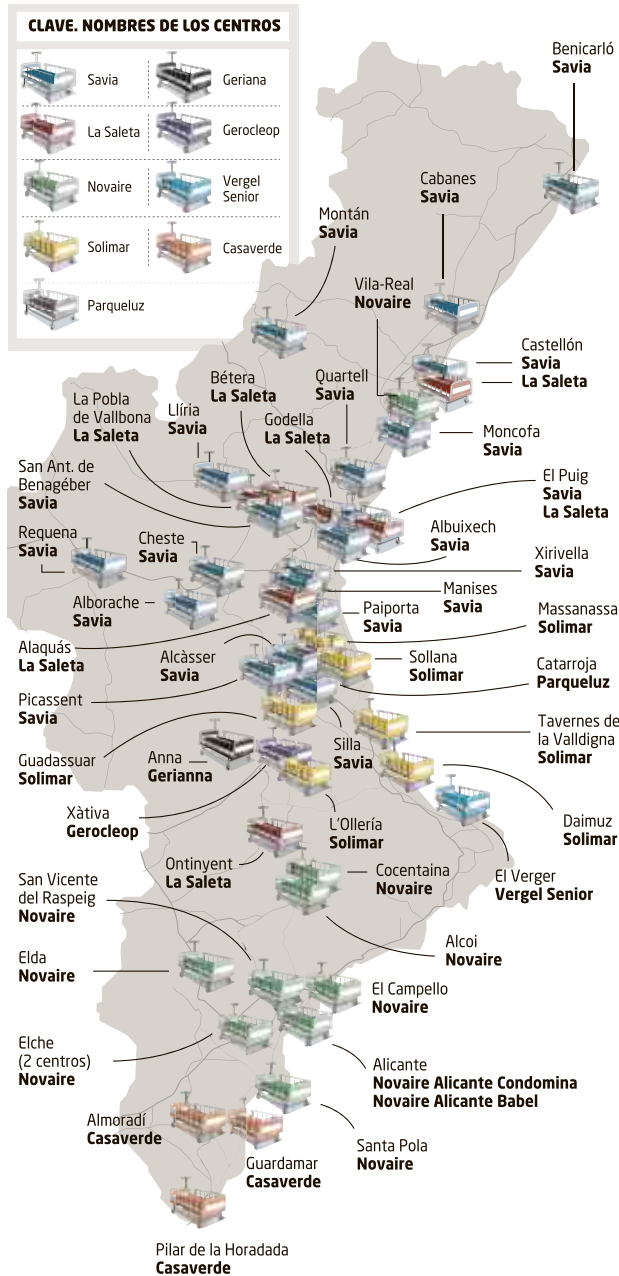 CLAVE. NOMBRES DE LOS CENTROS
Savia
Geriana
La Saleta
Gerocleop
Novaire
Vergel
Senior
Solimar
Casaverde
Parqueluz
Benicarló
Savia
Cabanes
Savia
Montán
Savia
Vila-Real
Novaire
Castellón
Savia
La Saleta
Bétera
La Saleta
Quartell
Savia
La Pobla
de Vallbona
La Saleta
Llíria
Savia
Godella
La Saleta
Moncofa
Savia
San Ant. de
Benagéber
Savia
El Puig
Savia
La Saleta
Requena
Savia
Cheste
Savia
Albuixech
Savia
Xirivella
Savia
Alborache
Savia
Manises
Savia
Paiporta
Savia
Massanassa
Solimar
Alaquás
La Saleta
Alcàsser
Savia
Sollana
Solimar
Catarroja
Parqueluz
Picassent
Savia
Tavernes de
la Valldigna
Solimar
Guadassuar
Solimar
Anna
Gerianna
Silla
Savia
Xàtiva
Gerocleop
L'Ollería
Solimar
Daimuz
Solimar
Ontinyent
La Saleta
Cocentaina
Novaire
El Verger
Vergel Senior
San Vicente
del Raspeig
Novaire
Alcoi
Novaire
Elda
Novaire
El Campello
Novaire
Elche
(2 centros)
Novaire
Alicante
Novaire Alicante Condomina
Novaire Alicante Babel
Almoradí
Casaverde
Guardamar
Casaverde
Santa Pola
Novaire
Pilar de la Horadada
Casaverde